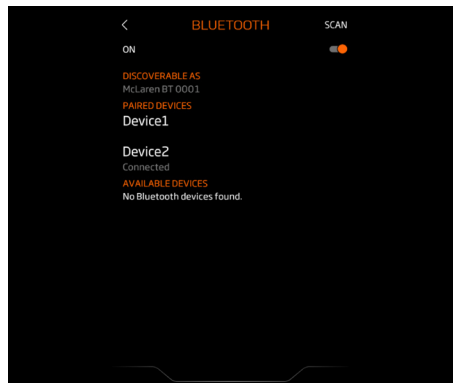 BLUETOOTH SCAN
ON
DISCOVERABLE AS
McLaren BT 0001
PAIRED DEVICES
Device1
Device2
Connected
AVAILABLE DEVICES
No Bluetooth devices found.